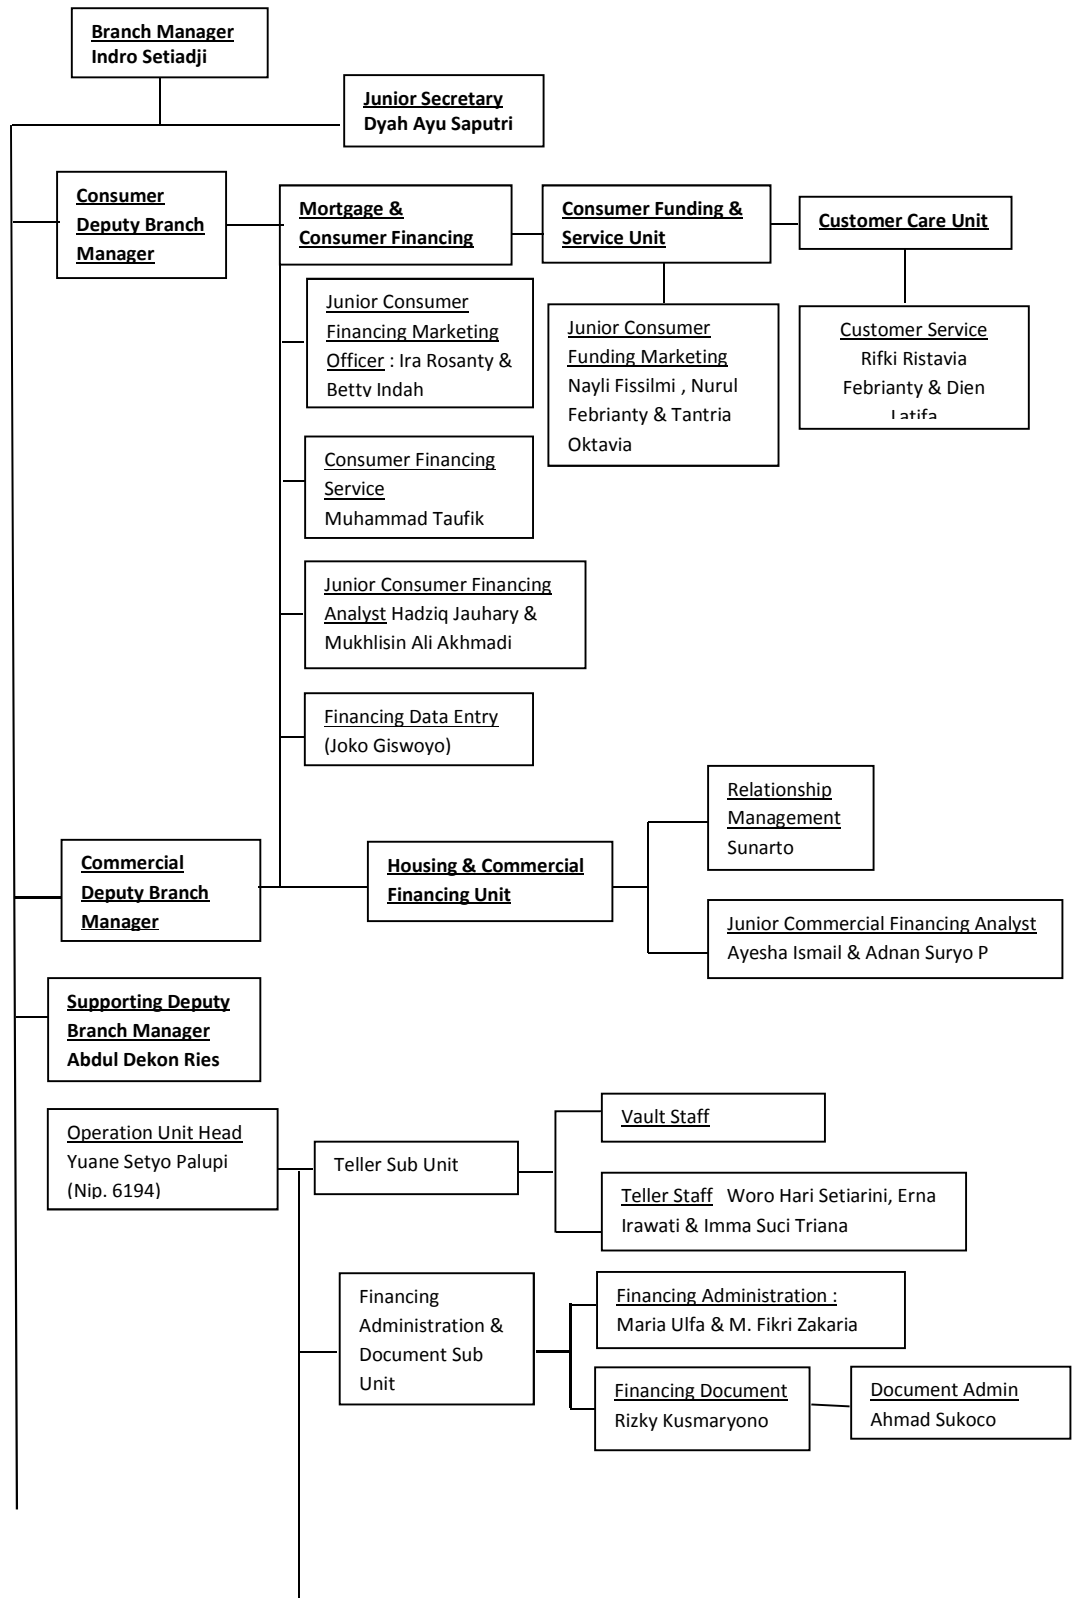 Branch Manager
Indro Setiadji
Junior Secretary
Dyah Ayu Saputri
Consumer
Deputy Branch
Manager
Mortgage &
Consumer Financing
Consumer Funding &
Service Unit
Customer Care Unit
Junior Consumer
Financing Marketing
Officer : Ira Rosanty &
Betty Indah
Junior Consumer
Funding Marketing
Nayli Fissilmi , Nurul
Febrianty & Tantria
Oktavia
Customer Service
Rifki Ristavia
Febrianty & Dien
Latifa
Consumer Financing
Service
Muhammad Taufik
Junior Consumer Financing
Analyst Hadziq Jauhary &
Mukhlisin Ali Akhmadi
Financing Data Entry
(Joko Giswoyo)
Relationship
Management
Sunarto
Commercial
Deputy Branch
Manager
Housing & Commercial
Financing Unit
Junior Commercial Financing Analyst
Ayesha Ismail & Adnan Suryo P
Supporting Deputy
Branch Manager
Abdul Dekon Ries
Operation Unit Head
Yuane Setyo Palupi
(Nip. 6194)
Teller Sub Unit
Vault Staff
Teller Staff Woro Hari Setiarini, Erna
Irawati & Imma Suci Triana
Financing
Administration &
Document Sub
Unit
Financing Administration :
Maria Ulfa & M. Fikri Zakaria
Financing Document
Rizky Kusmaryono
Document Admin
Ahmad Sukoco